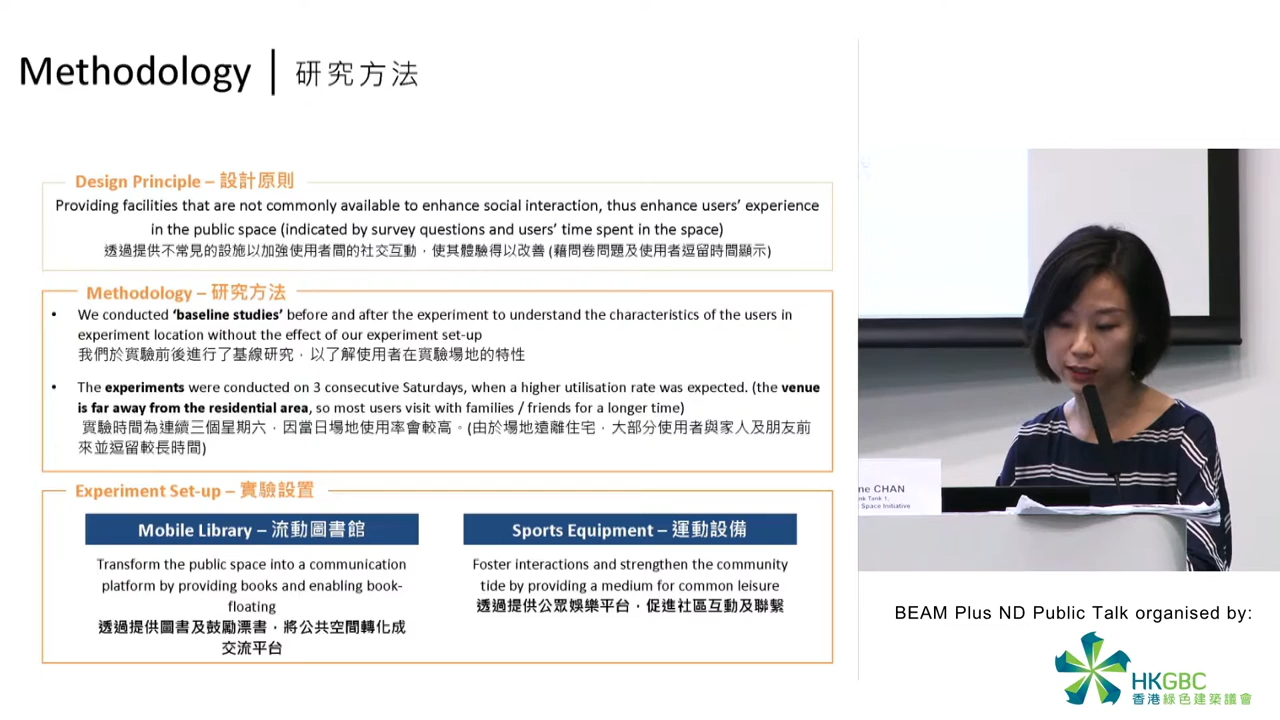 Methodology | 研究方法
Design Principle – 設計原則
Providing facilities that are not commonly available to enhance social interaction, thus enhance users’ experience
in the public space (indicated by survey questions and users’ time spent in the space)
透過提供不常見的設施以加強使用者間的社交互動，使其體驗得以改善 (藉問卷問題及使用者逗留時間顯示)
Methodology – 研究方法
• We conducted ‘baseline studies’ before and after the experiment to understand the characteristics of the users in
experiment location without the effect of our experiment set-up
我們於實驗前後進行了基線研究，以了解使用者在實驗場地的特性
• The experiments were conducted on 3 consecutive Saturdays, when a higher utilisation rate was expected. (the venue
is far away from the residential area, so most users visit with families / friends for a longer time)
實驗時間為連續三個星期六，因當日場地使用率會較高。(由於場地遠離住宅，大部分使用者與家人及朋友前
來並逗留較長時間)
Experiment Set-up – 實驗設置
Mobile Library – 流動圖書館
Transform the public space into a communication
platform by providing books and enabling book-
floating
透過提供圖書及鼓勵漂書，將公共空間轉化成
交流平台
Sports Equipment – 運動設備
Foster interactions and strengthen the community
tide by providing a medium for common leisure
透過提供公眾娛樂平台，促進社區互動及聯繫
ne CHAN
nk Tank 1,
Space Initiative
BEAM Plus ND Public Talk organised by:
HKGBC
香港綠色建築議會